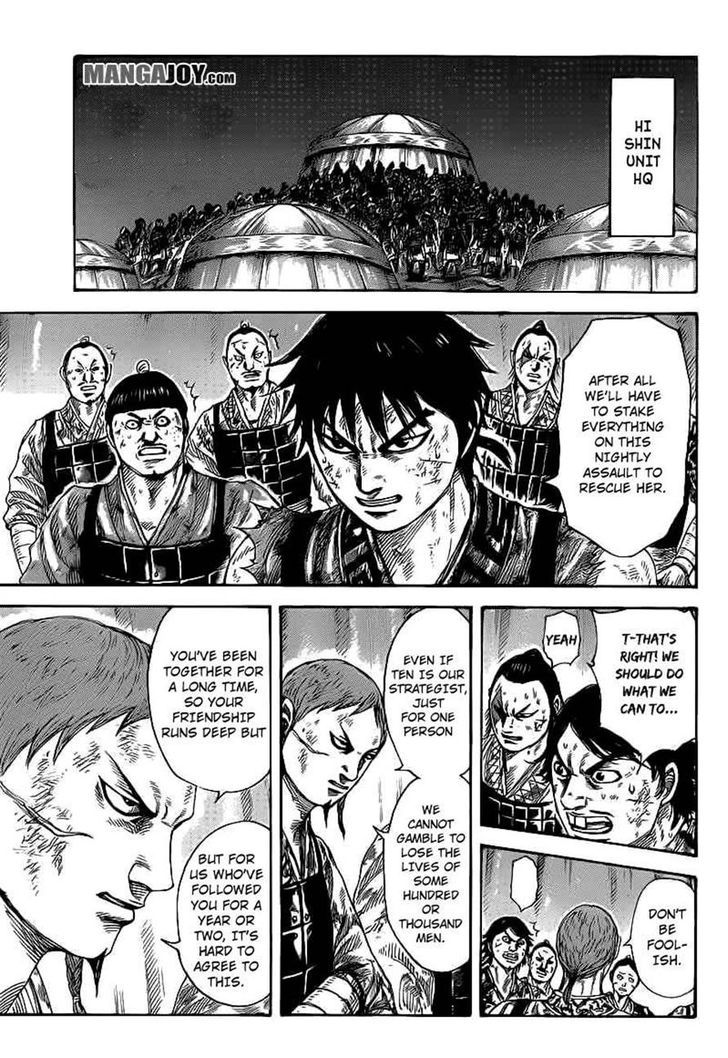 MANGAJOY.com
HI
SHIN
UNIT
HQ
AFTER ALL
WE'LL HAVE
TO STAKE
EVERYTHING
ON THIS
NIGHTLY
ASSAULT TO
RESCUE HER.
T-THAT'S
RIGHT! WE
SHOULD DO
WHAT WE
CAN TO...
YEAH
DON'T
BE
FOOL-
ISH.
EVEN IF
TEN IS OUR
STRATEGIST,
JUST
FOR ONE
PERSON
WE
CANNOT
GAMBLE TO
LOSE THE
LIVES OF
SOME
HUNDRED
OR
THOUSAND
MEN.
YOU'VE BEEN
TOGETHER FOR
A LONG TIME,
SO YOUR
FRIENDSHIP
RUNS DEEP BUT
BUT FOR
US WHO'VE
FOLLOWED
YOU FOR A
YEAR OR
TWO, IT'S
HARD TO
AGREE TO
THIS.